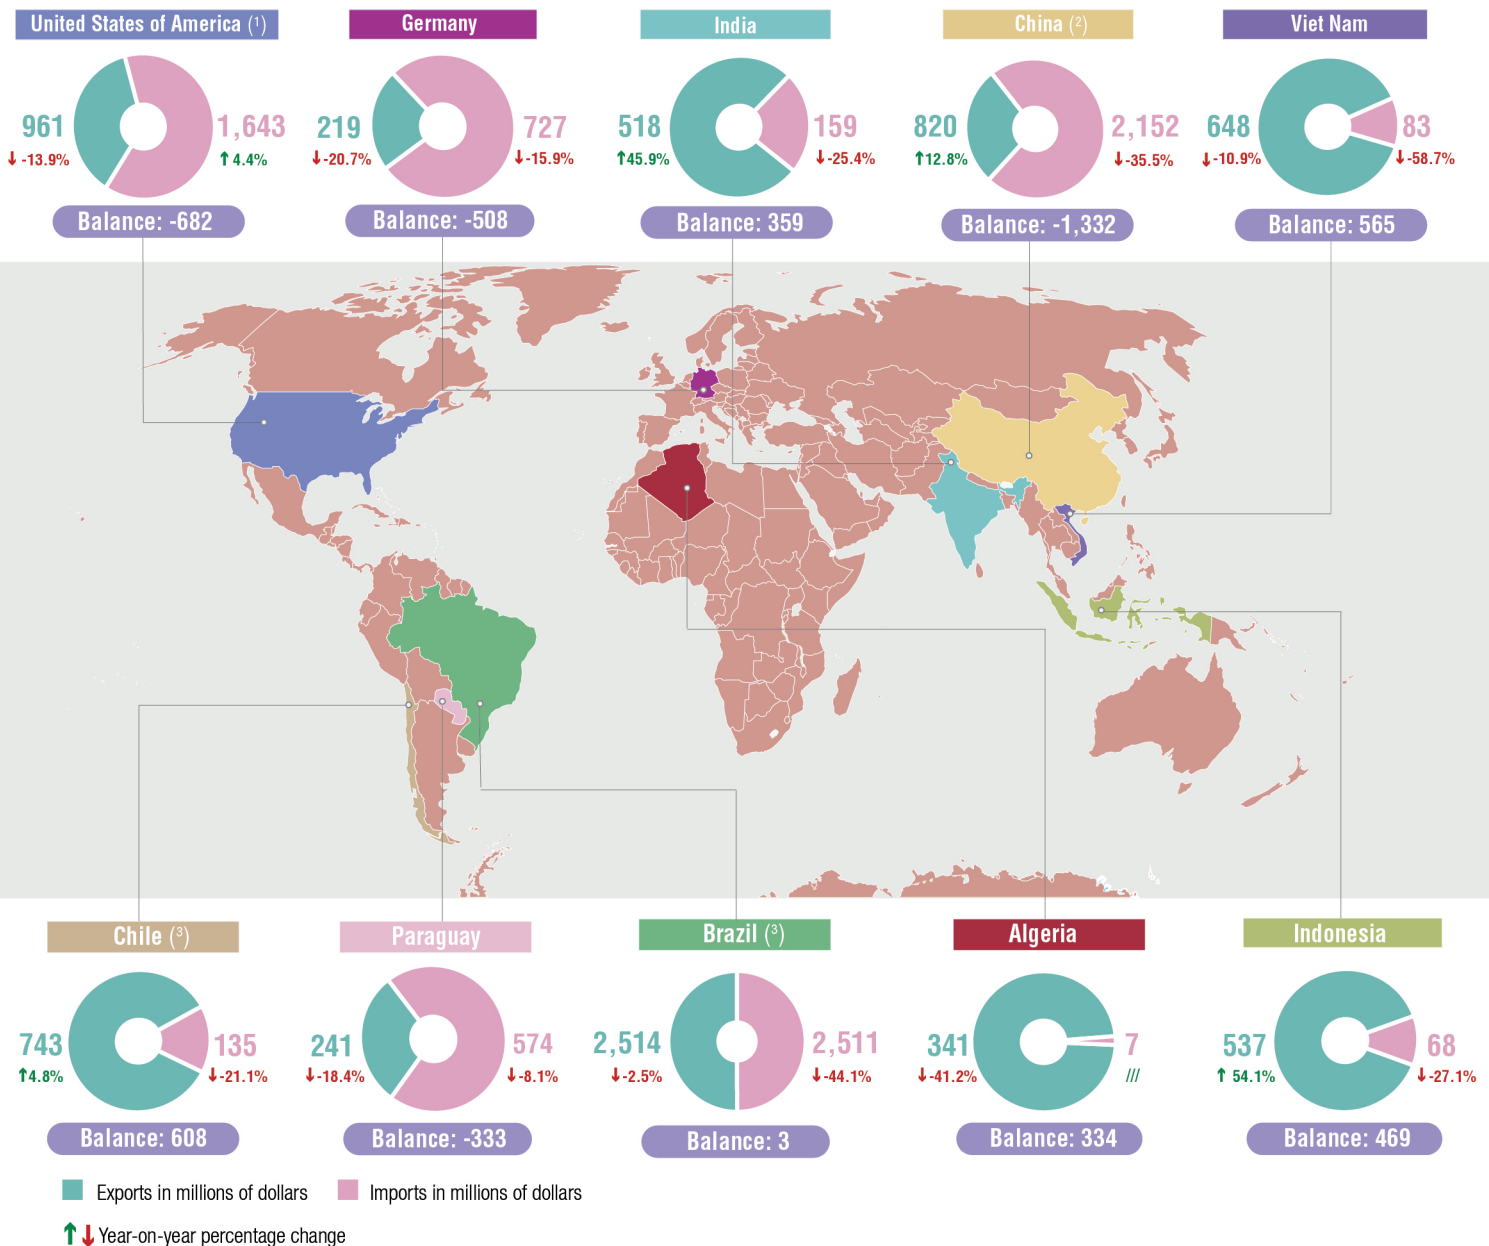 United States of America (1)
Germany
India
China (2)
Viet Nam
961
↓ -13.9%
1,643
↑ 4.4%
219
↓ -20.7%
727
↓ -15.9%
518
↑ 45.9%
159
↓ -25.4%
820
↑ 12.8%
2,152
↓ -35.5%
648
↓ -10.9%
83
↓ -58.7%
Balance: -682
Balance: -508
Balance: 359
Balance: -1,332
Balance: 565
Chile (3)
Paraguay
Brazil (3)
Algeria
Indonesia
743
↑ 4.8%
135
↓ -21.1%
241
↓ -18.4%
574
↓ -8.1%
2,514
↓ -2.5%
2,511
↓ -44.1%
341
↓ -41.2%
7
///
537
↑ 54.1%
68
↓ -27.1%
Balance: 608
Balance: -333
Balance: 3
Balance: 334
Balance: 469
Exports in millions of dollars
Imports in millions of dollars
↑ ↓ Year-on-year percentage change